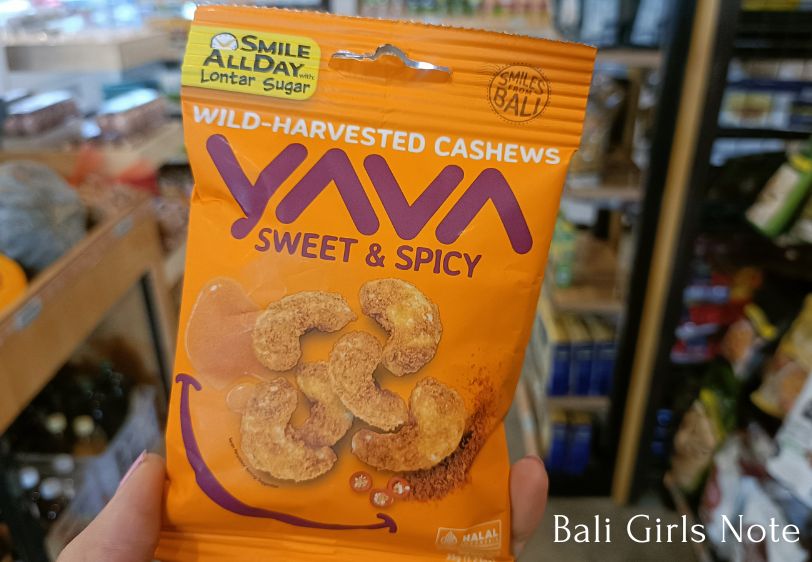 SMILE
ALL DAY
with
Lontar Sugar
SMILES
FROM
BALI
WILD-HARVESTED CASHEWS
YAVA
SWEET & SPICY
HALAL
Bali Girls Note